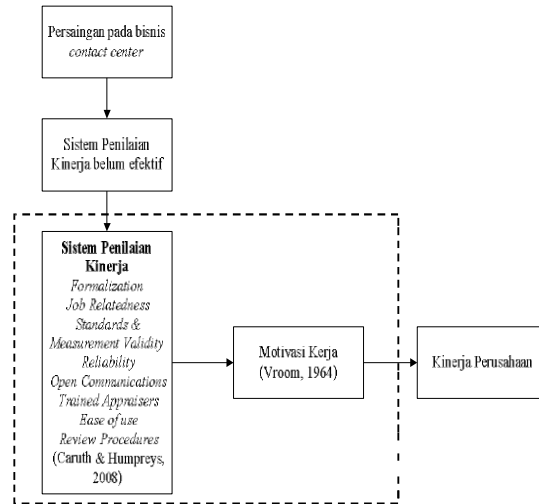 Persaingan pada bisnis
contact center
Sistem Penilaian
Kinerja belum efektif
Sistem Penilaian
Kinerja
Formalization
Job Relatedness
Standards &
Measurement Validity
Reliability
Open Communications
Trained Appraisers
Ease of use
Review Procedures
(Caruth & Humpreys,
2008)
Motivasi Kerja
(Vroom, 1964)
Kinerja Perusahaan